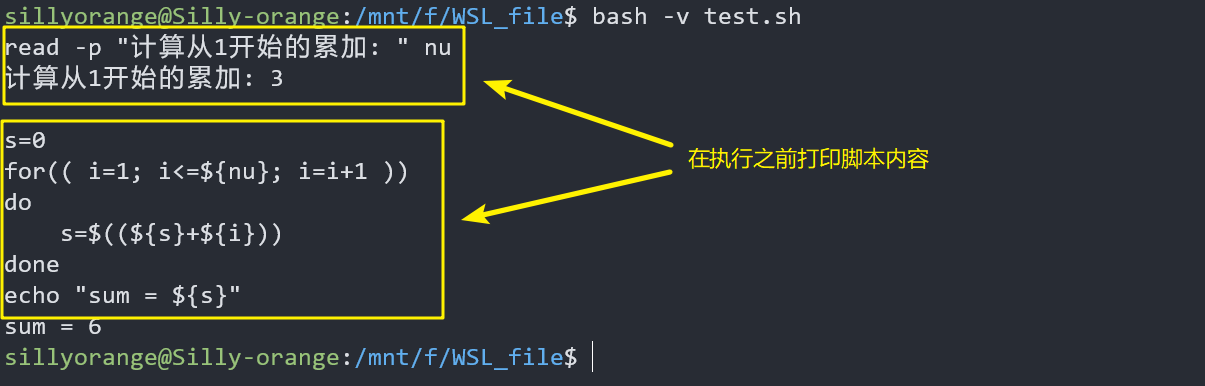 sillyorange@Silly-orange:/mnt/f/WSL_file$ bash -v test.sh
read -p "计算从1开始的累加: " nu
计算从1开始的累加: 3
s=0
for(( i=1; i<=${nu}; i=i+1 ))
do
    s=$((${s}+${i}))
done
echo "sum = ${s}"
sum = 6
sillyorange@Silly-orange:/mnt/f/WSL_file$
在执行之前打印脚本内容